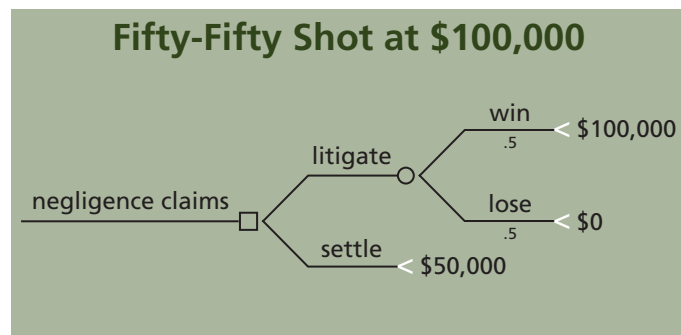 Fifty-Fifty Shot at $100,000
win
.5
$100,000
litigate
negligence claims
lose
.5
$0
settle
$50,000